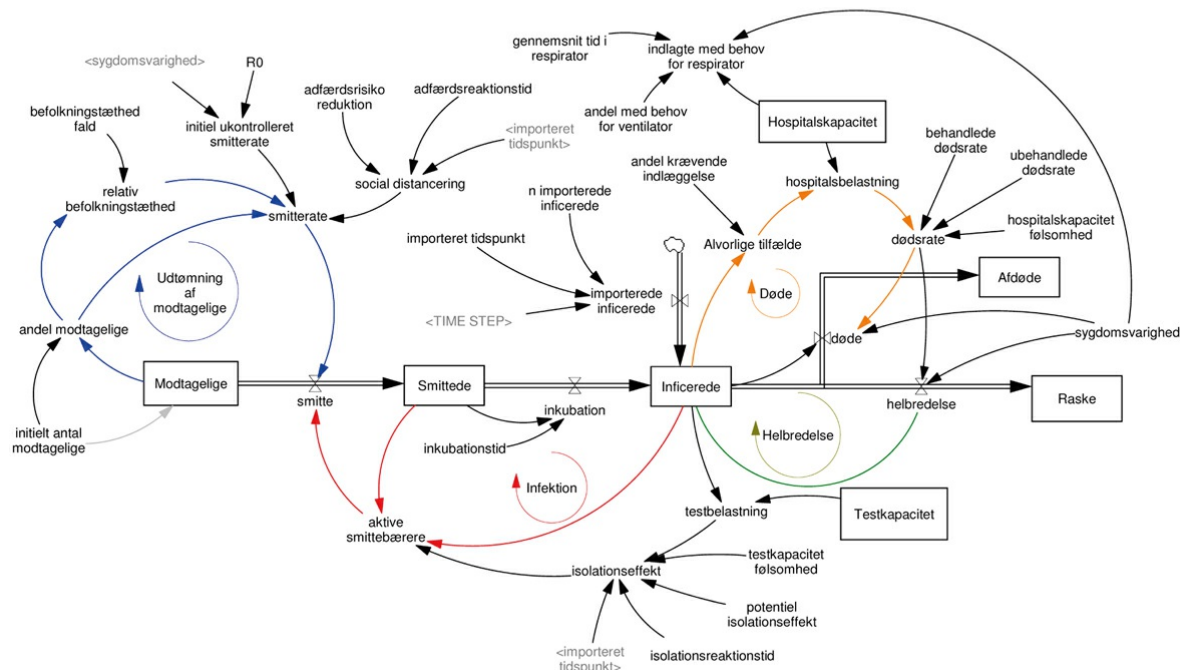 gennemsnit tid i
respirator
indlagte med behov
for respirator
<sygdomsvarighed>
R0
adfærdsrisiko
reduktion
adfærdsreaktionstid
andel med behov
for ventilator
Hospitalskapacitet
befolkningstæthed
fald
initiel ukontrolleret
smitterate
<importeret
tidspunkt>
behandlede
dødsrate
ubehandlede
dødsrate
andel krævende
indlæggelse
social distancering
hospitalsbelastning
relativ
befolkningstæthed
smitterate
n importerede
inficerede
hospitalskapacitet
følsomhed
importeret tidspunkt
Alvorlige tilfælde
dødsrate
Udtømning
af
modtagelige
importerede
inficerede
Døde
Afdøde
<TIME STEP>
andel modtagelige
døde
sygdomsvarighed
Modtagelige
smitte
Smittede
inkubation
Inficerede
helbredelse
Raske
initielt antal
modtagelige
inkubationstid
Helbredelse
Infektion
aktive
smittebærere
testbelastning
Testkapacitet
isolationseffekt
testkapacitet
følsomhed
potentiel
isolationseffekt
<importeret
tidspunkt>
isolationsreaktionstid